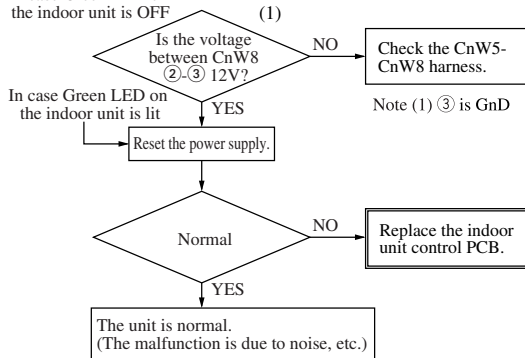 the indoor unit is OFF
(1)
Is the voltage
between CnW8
②-③ 12V?
NO
Check the CnW5-
CnW8 harness.
Note (1) ③ is GnD
YES
In case Green LED on
the indoor unit is lit
Reset the power supply.
Normal
NO
Replace the indoor
unit control PCB.
YES
The unit is normal.
(The malfunction is due to noise, etc.)